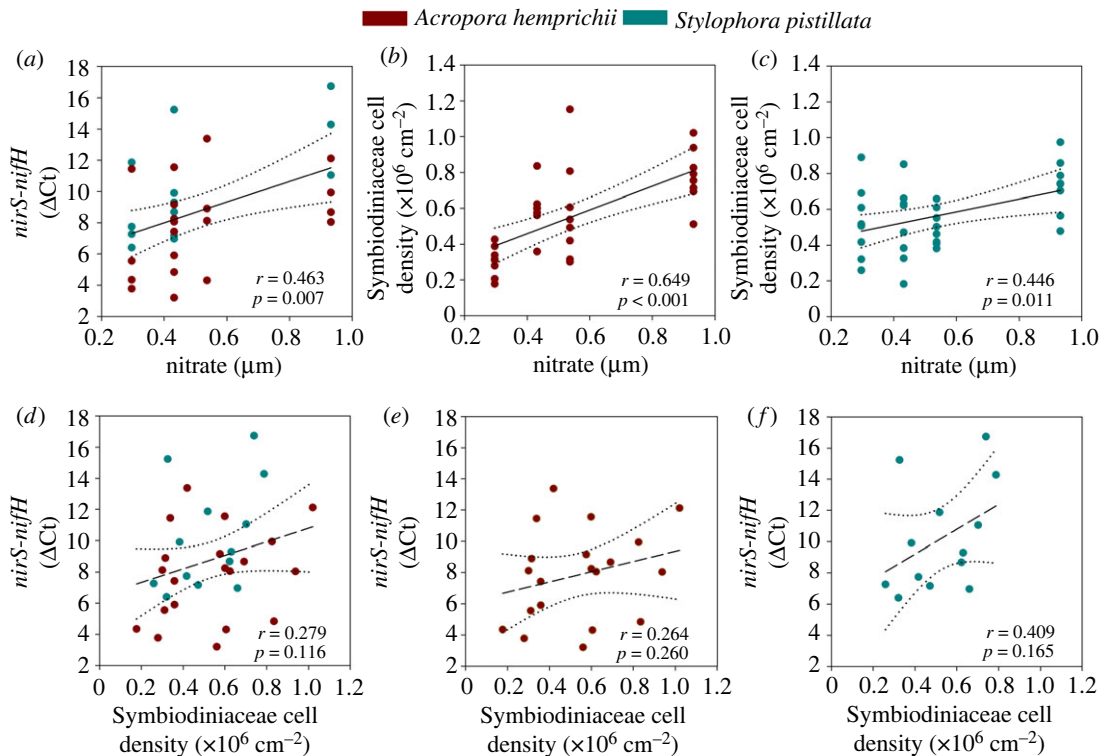 Acropora hemprichii Stylophora pistillata
(a) (b) (c)
18
16
14
12
10
8
6
4
2
nirS-nifH
(ΔCt)
r = 0.463
p = 0.007
0.2 0.4 0.6 0.8 1.0
nitrate (μm)
1.4
1.2
1.0
0.8
0.6
0.4
0.2
0
Symbiodiniaceae cell
density (×10⁶ cm⁻²)
r = 0.649
p < 0.001
0.2 0.4 0.6 0.8 1.0
nitrate (μm)
1.4
1.2
1.0
0.8
0.6
0.4
0.2
0
Symbiodiniaceae cell
density (×10⁶ cm⁻²)
r = 0.446
p = 0.011
0.2 0.4 0.6 0.8 1.0
nitrate (μm)
(d) (e) (f)
18
16
14
12
10
8
6
4
2
nirS-nifH
(ΔCt)
r = 0.279
p = 0.116
0 0.2 0.4 0.6 0.8 1.0 1.2
Symbiodiniaceae cell
density (×10⁶ cm⁻²)
18
16
14
12
10
8
6
4
2
nirS-nifH
(ΔCt)
r = 0.264
p = 0.260
0 0.2 0.4 0.6 0.8 1.0 1.2
Symbiodiniaceae cell
density (×10⁶ cm⁻²)
18
16
14
12
10
8
6
4
2
nirS-nifH
(ΔCt)
r = 0.409
p = 0.165
0 0.2 0.4 0.6 0.8 1.0 1.2
Symbiodiniaceae cell
density (×10⁶ cm⁻²)